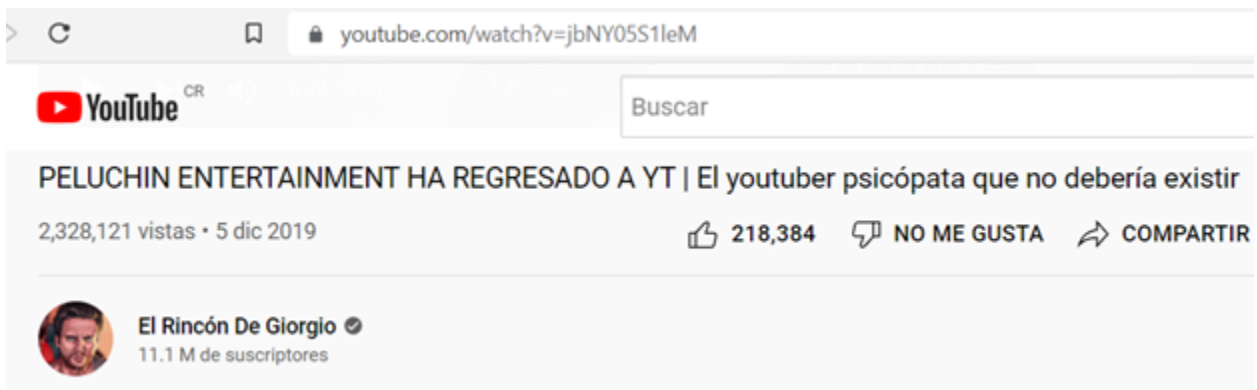 youtube.com/watch?v=jbNY05S1leM
YouTube CR
Buscar
PELUCHIN ENTERTAINMENT HA REGRESADO A YT | El youtuber psicópata que no debería existir
2,328,121 vistas • 5 dic 2019
218,384 NO ME GUSTA COMPARTIR
El Rincón De Giorgio
11.1 M de suscriptores